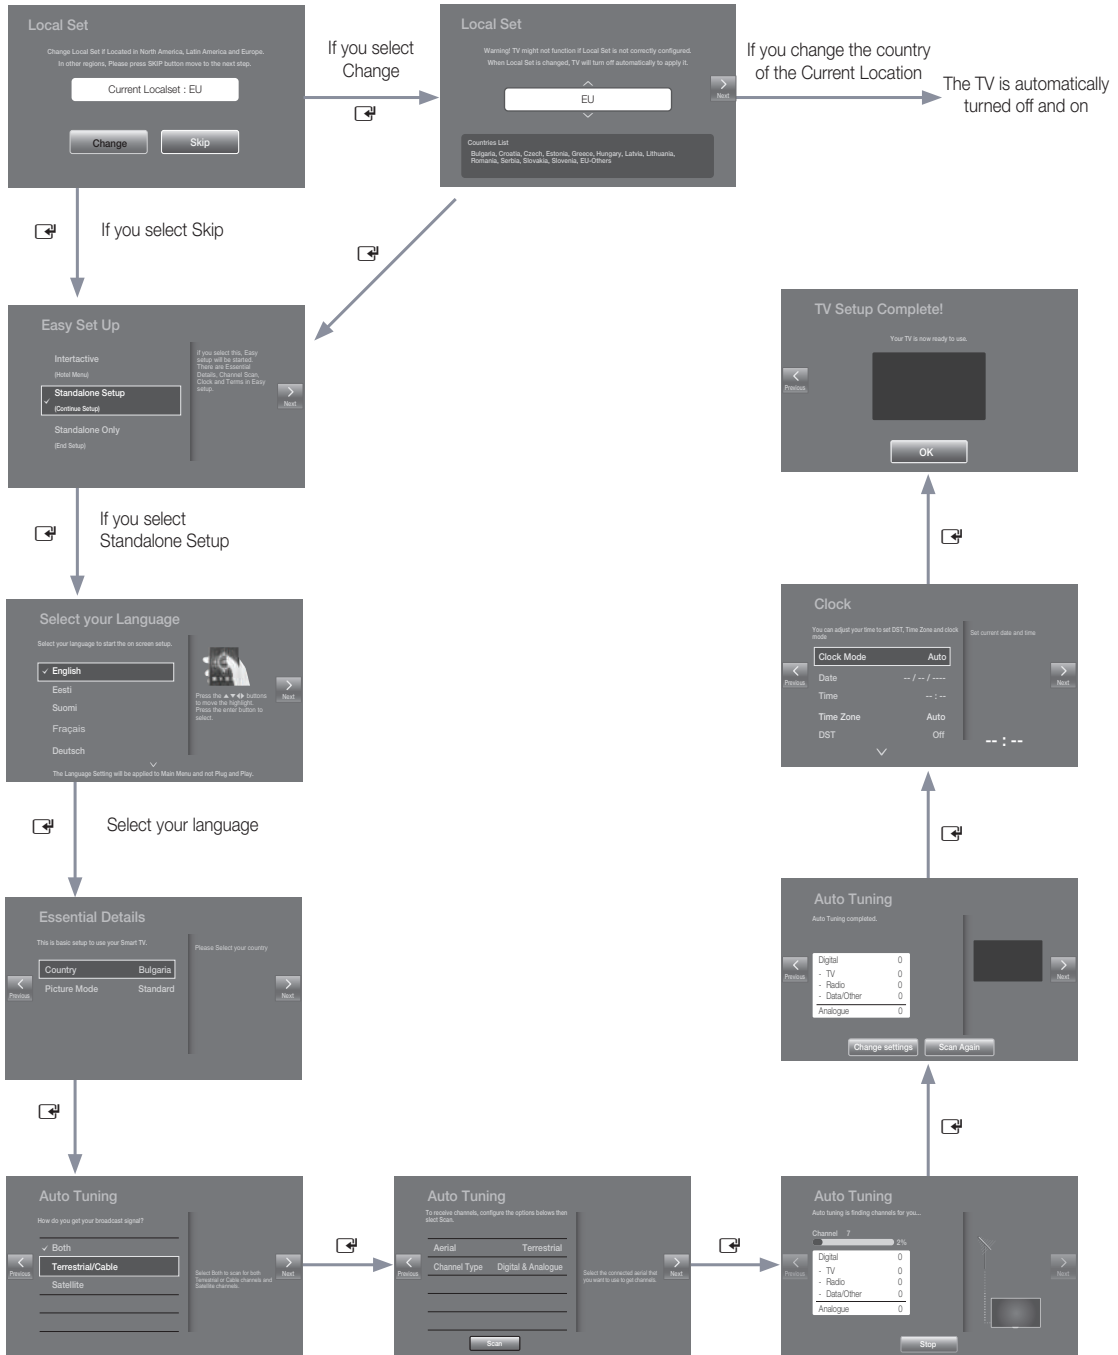 Local Set
Change Local Set if Located in North America, Latin America and Europe.
In other regions, Please press SKIP button move to the next stap.
Current Localset : EU
Change
Skip
If you select
Change
Local Set
Warning! TV might not function if Local Set is not correctly configured.
When Local Set is changed, TV will turn off automatically to apply it.
EU
Next
Countries List
Bulgaria, Croatia, Czech, Estonia, Greece, Hungary, Latvia, Lithuania,
Romania, Serbia, Slovakia, Slovenia, EU-Others
If you change the country
of the Current Location
The TV is automatically
turned off and on
If you select Skip
Easy Set Up
Intertactive
(Hotel Menu)
Standalone Setup
(Continue Setup)
Standalone Only
(End Setup)
if you select this, Easy
setup will be started.
There are Essential
Details, Channel Scan,
Clock and Terms in Easy
setup.
Next
If you select
Standalone Setup
Select your Language
Select your language to start the on screen setup.
✓ English
Eesti
Suomi
Fraçais
Deutsch
Press the ▲▼◀▶ buttons
to move the highlight.
Press the enter button to
select.
Next
The Language Setting will be applied to Main Menu and not Plug and Play.
Select your language
Essential Details
This is basic setup to use your Smart TV.
Country Bulgaria
Picture Mode Standard
Please Select your country
Previous
Next
Auto Tuning
How do you get your broadcast signal?
✓ Both
Terrestrial/Cable
Satellite
Select Both to scan for both
Terrestrial or Cable channels and
Satellite channels.
Previous
Next
Auto Tuning
To receive channels, configure the options belows then
slect Scan.
Aerial Terrestrial
Channel Type Digital & Analogue
Select the connected aerial that
you want to use to get channels.
Previous
Next
Scan
Auto Tuning
Auto tuning is finding channels for you...
Channel 7
2%
Digital 0
- TV 0
- Radio 0
- Data/Other 0
Analogue 0
Previous
Next
Stop
Auto Tuning
Auto Tuning completed.
Digital 0
- TV 0
- Radio 0
- Data/Other 0
Analogue 0
Previous
Next
Change settings
Scan Again
Clock
You can adjust your time to set DST, Time Zone and clock
mode
Clock Mode Auto
Date -- / -- / ----
Time -- : --
Time Zone Auto
DST Off
Set current date and time
-- : --
Previous
Next
TV Setup Complete!
Your TV is now ready to use.
Previous
OK